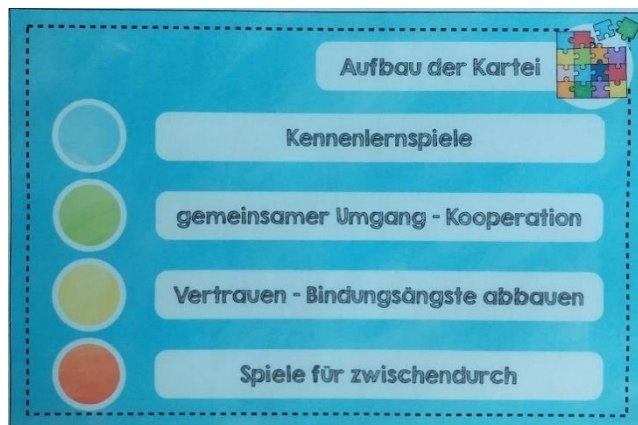 Aufbau der Kartei
Kennenlernspiele
gemeinsamer Umgang - Kooperation
Vertrauen - Bindungsängste abbauen
Spiele für zwischendurch